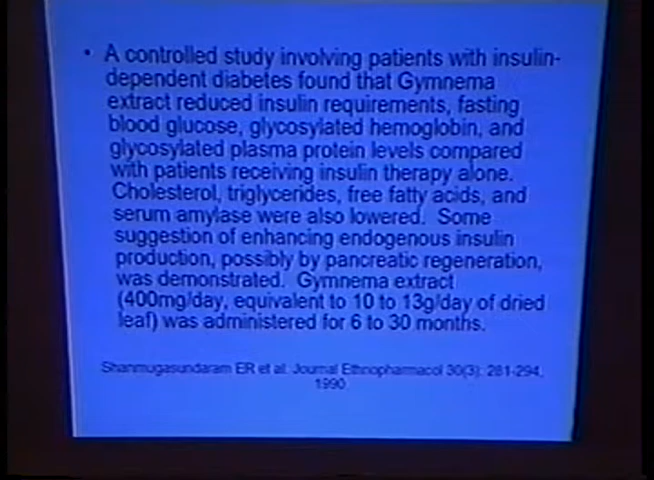 • A controlled study involving patients with insulin-
dependent diabetes found that Gymnema
extract reduced insulin requirements, fasting
blood glucose, glycosylated hemoglobin, and
glycosylated plasma protein levels compared
with patients receiving insulin therapy alone.
Cholesterol, triglycerides, free fatty acids, and
serum amylase were also lowered. Some
suggestion of enhancing endogenous insulin
production, possibly by pancreatic regeneration,
was demonstrated. Gymnema extract
(400mg/day, equivalent to 10 to 13g/day of dried
leaf) was administered for 6 to 30 months.
Shanmugasundaram ER et al. Journal Ethnopharmacol 30(3): 281-294,
1990